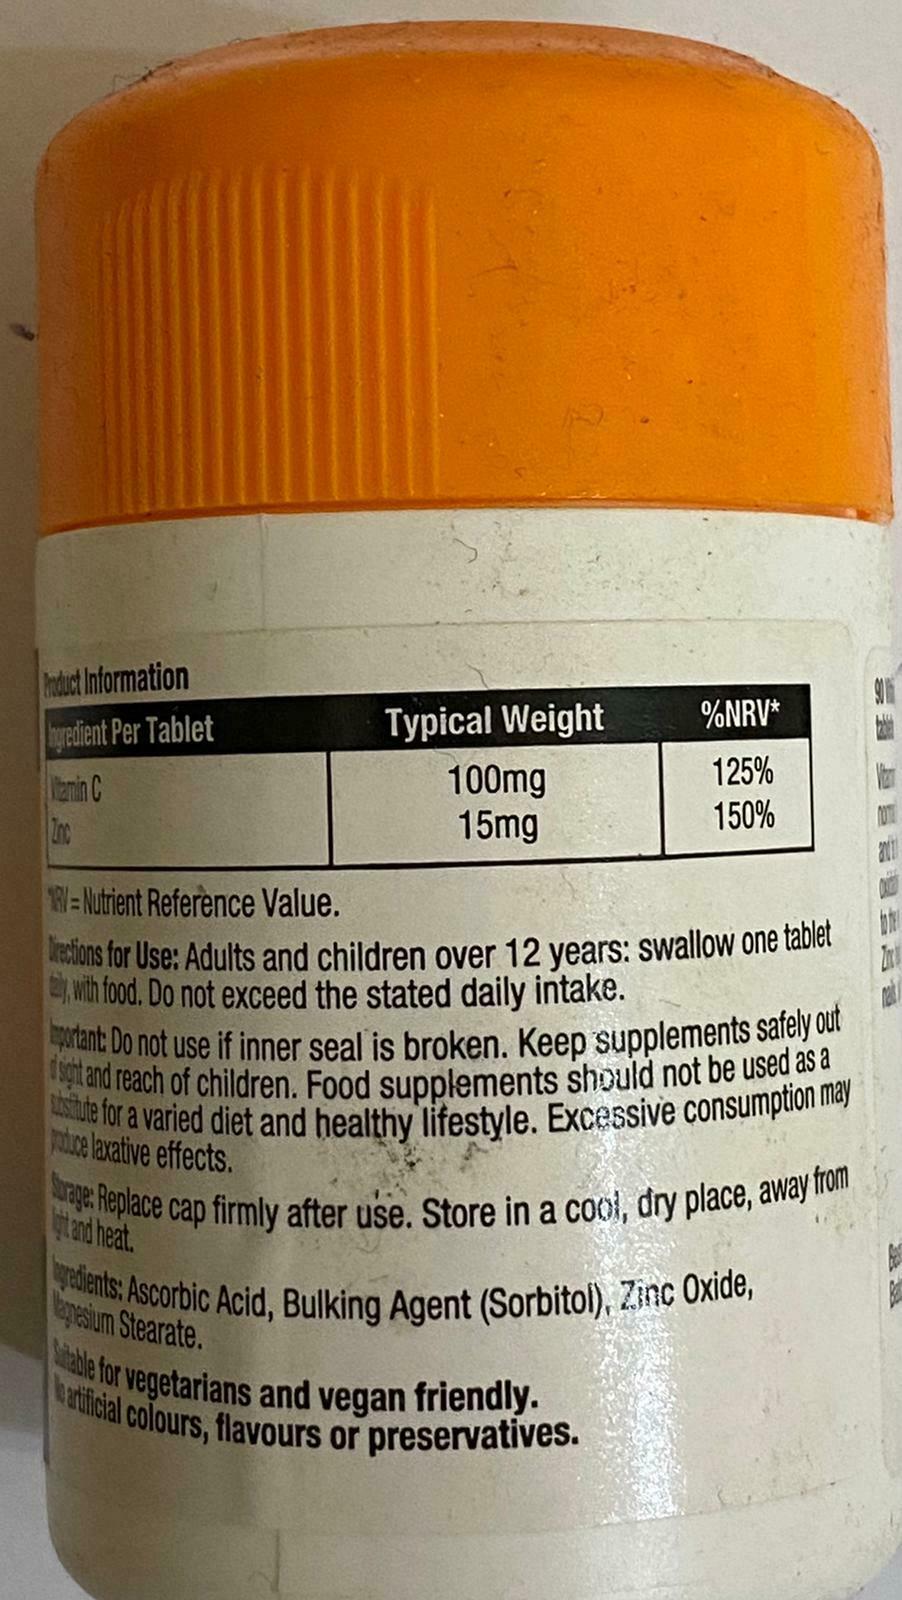 Product Information
Ingredient Per Tablet Typical Weight %NRV*
Vitamin C 100mg 125%
Zinc 15mg 150%
*NRV = Nutrient Reference Value.
Directions for Use: Adults and children over 12 years: swallow one tablet
daily, with food. Do not exceed the stated daily intake.
Important: Do not use if inner seal is broken. Keep supplements safely out
of sight and reach of children. Food supplements should not be used as a
substitute for a varied diet and healthy lifestyle. Excessive consumption may
produce laxative effects.
Storage: Replace cap firmly after use. Store in a cool, dry place, away from
light and heat.
Ingredients: Ascorbic Acid, Bulking Agent (Sorbitol), Zinc Oxide,
Magnesium Stearate.
Suitable for vegetarians and vegan friendly.
No artificial colours, flavours or preservatives.
90